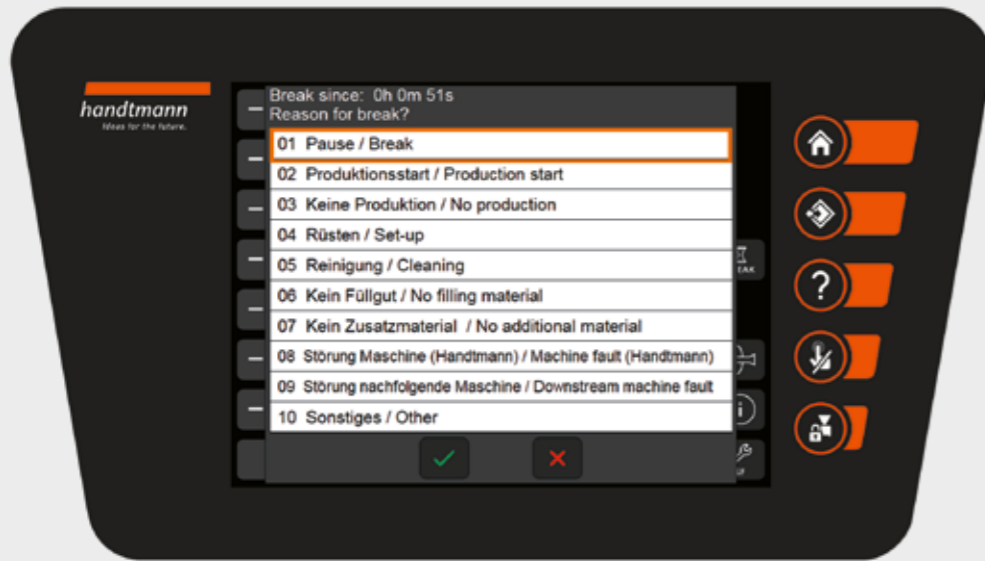 handtmann
Ideas for the future.
Break since: 0h 0m 51s
Reason for break?
01 Pause / Break
02 Produktionsstart / Production start
03 Keine Produktion / No production
04 Rüsten / Set-up
05 Reinigung / Cleaning
06 Kein Füllgut / No filling material
07 Kein Zusatzmaterial / No additional material
08 Störung Maschine (Handtmann) / Machine fault (Handtmann)
09 Störung nachfolgende Maschine / Downstream machine fault
10 Sonstiges / Other